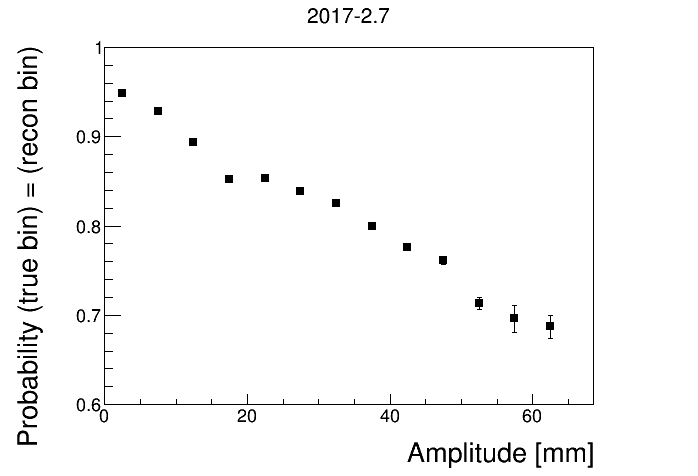 2017-2.7
Probability (true bin) = (recon bin)
1
0.9
0.8
0.7
0.6
0 20 40 60
Amplitude [mm]